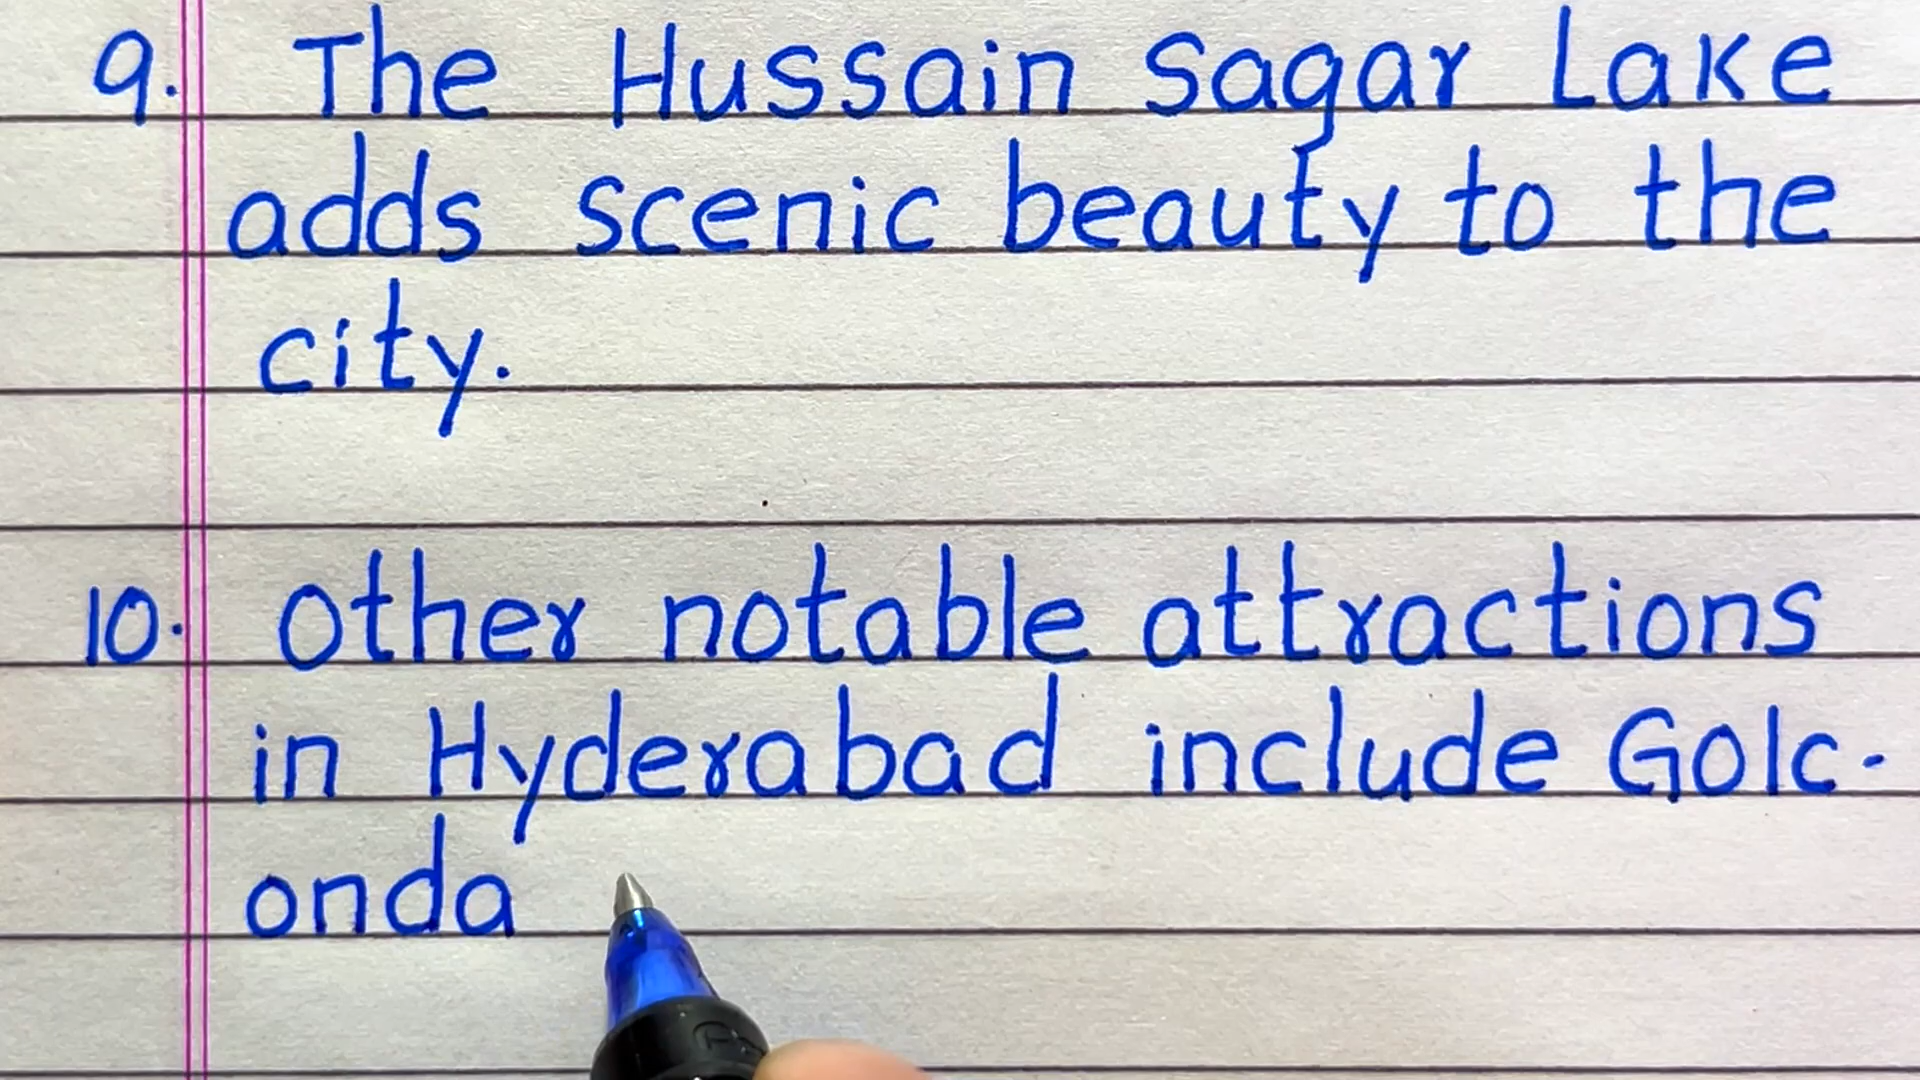 9. The Hussain Sagar Lake
adds scenic beauty to the
city.
10. Other notable attractions
in Hyderabad include Golc-
onda